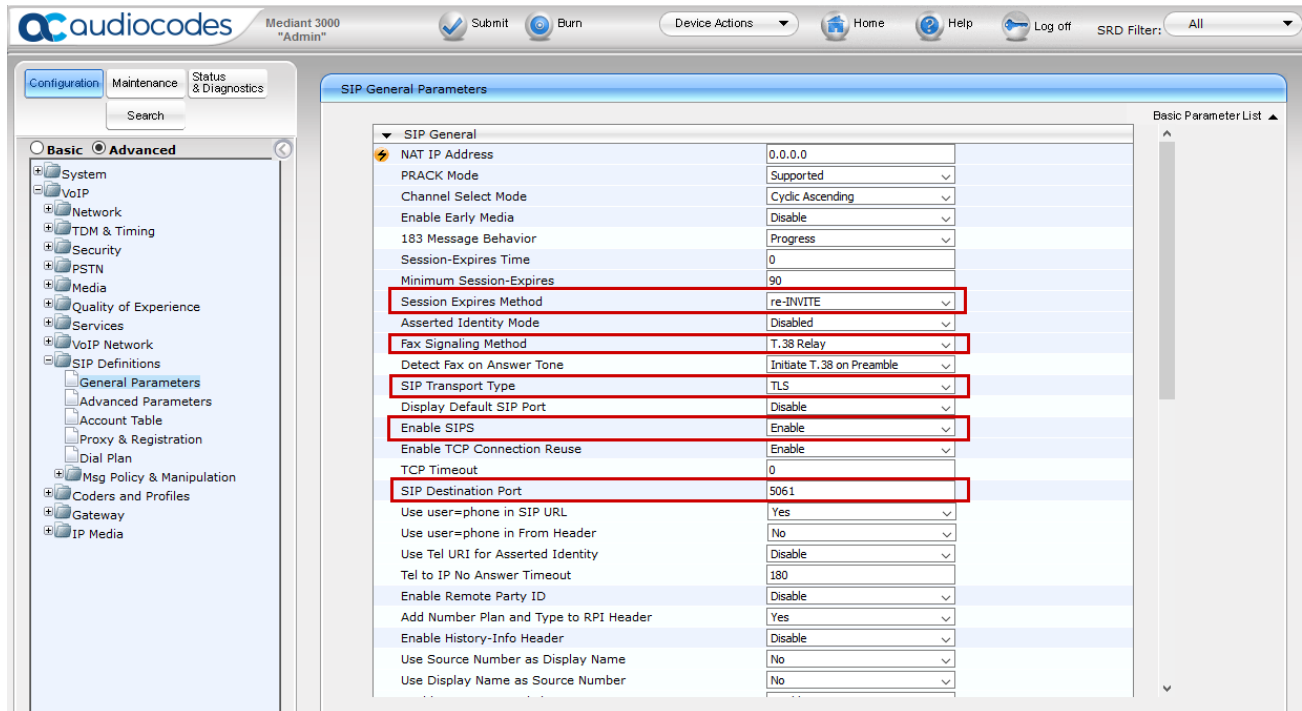 audiocodes
Mediant 3000
"Admin"
Submit
Burn
Device Actions
Home
Help
Log off
SRD Filter:
All
Configuration
Maintenance
Status
& Diagnostics
Search
Basic
Advanced
System
VoIP
Network
TDM & Timing
Security
PSTN
Media
Quality of Experience
Services
VoIP Network
SIP Definitions
General Parameters
Advanced Parameters
Account Table
Proxy & Registration
Dial Plan
Msg Policy & Manipulation
Coders and Profiles
Gateway
IP Media
SIP General Parameters
Basic Parameter List
SIP General
NAT IP Address 0.0.0.0
PRACK Mode Supported
Channel Select Mode Cyclic Ascending
Enable Early Media Disable
183 Message Behavior Progress
Session-Expires Time 0
Minimum Session-Expires 90
Session Expires Method re-INVITE
Asserted Identity Mode Disabled
Fax Signaling Method T.38 Relay
Detect Fax on Answer Tone Initiate T.38 on Preamble
SIP Transport Type TLS
Display Default SIP Port Disable
Enable SIPS Enable
Enable TCP Connection Reuse Enable
TCP Timeout 0
SIP Destination Port 5061
Use user=phone in SIP URL Yes
Use user=phone in From Header No
Use Tel URI for Asserted Identity Disable
Tel to IP No Answer Timeout 180
Enable Remote Party ID Disable
Add Number Plan and Type to RPI Header Yes
Enable History-Info Header Disable
Use Source Number as Display Name No
Use Display Name as Source Number No